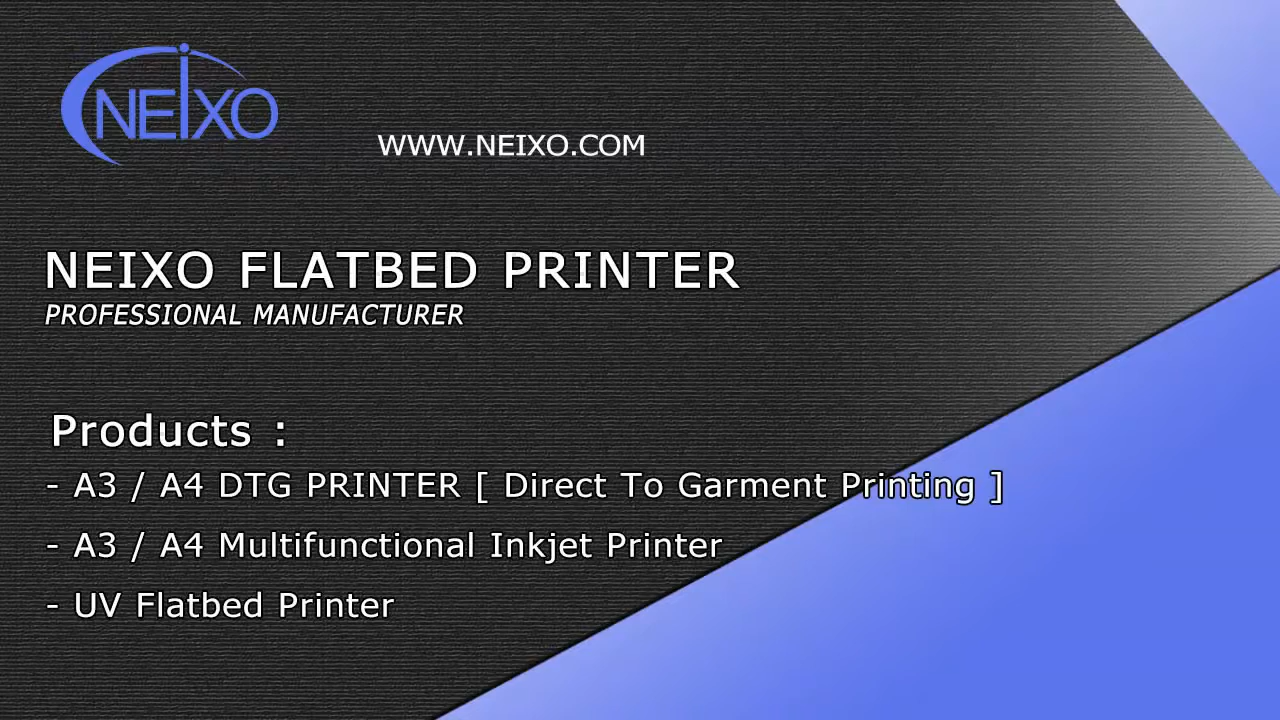 NEIXO
WWW.NEIXO.COM
NEIXO FLATBED PRINTER
PROFESSIONAL MANUFACTURER
Products :
- A3 / A4 DTG PRINTER [ Direct To Garment Printing ]
- A3 / A4 Multifunctional Inkjet Printer
- UV Flatbed Printer